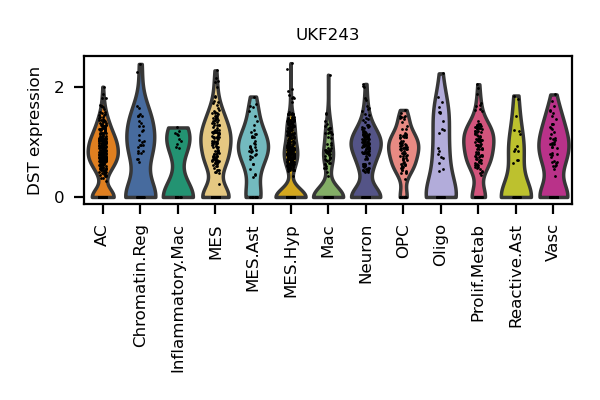 UKF243
DST expression
2
0
AC
Chromatin.Reg
Inflammatory.Mac
MES
MES.Ast
MES.Hyp
Mac
Neuron
OPC
Oligo
Prolif.Metab
Reactive.Ast
Vasc